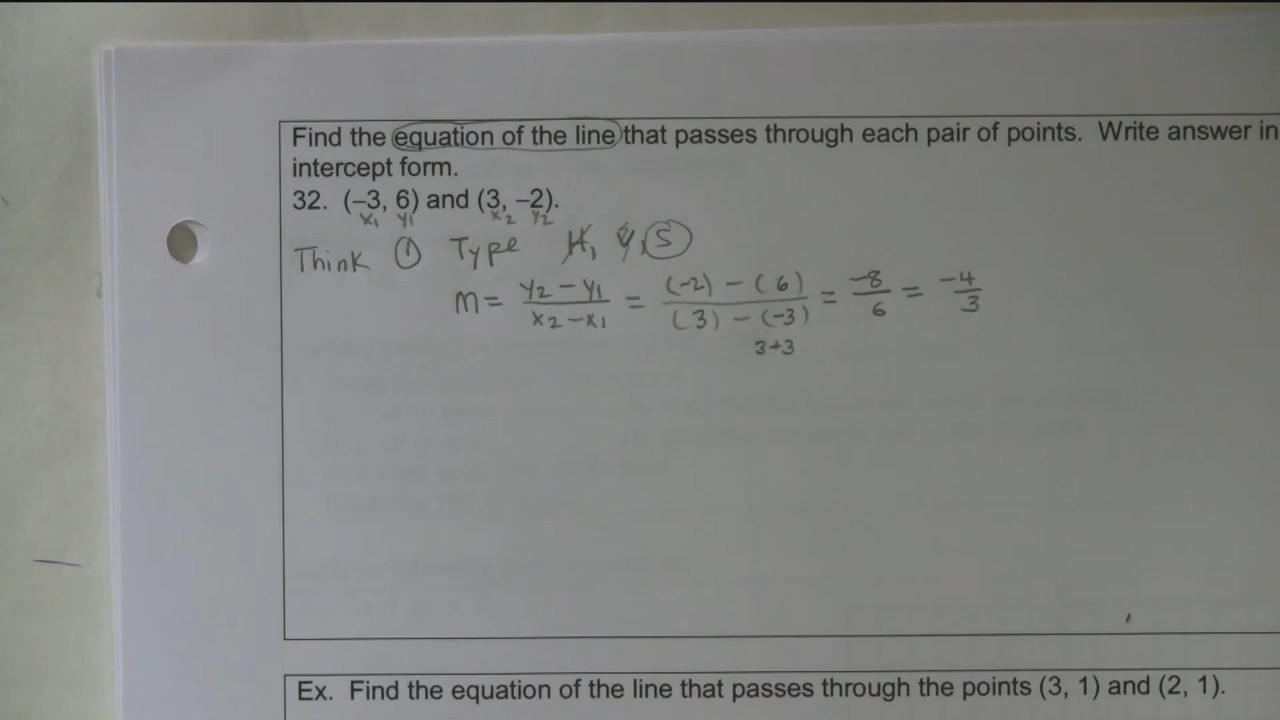 Find the equation of the line that passes through each pair of points. Write answer in
intercept form.
32. (–3, 6) and (3, –2).
x₁ y₁ x₂ y₂
Think ① Type H, V, S
m = y₂ − y₁ / x₂ − x₁ = (-2) − (6) / (3) − (-3) = -8 / 6 = -4 / 3
3+3
Ex. Find the equation of the line that passes through the points (3, 1) and (2, 1).